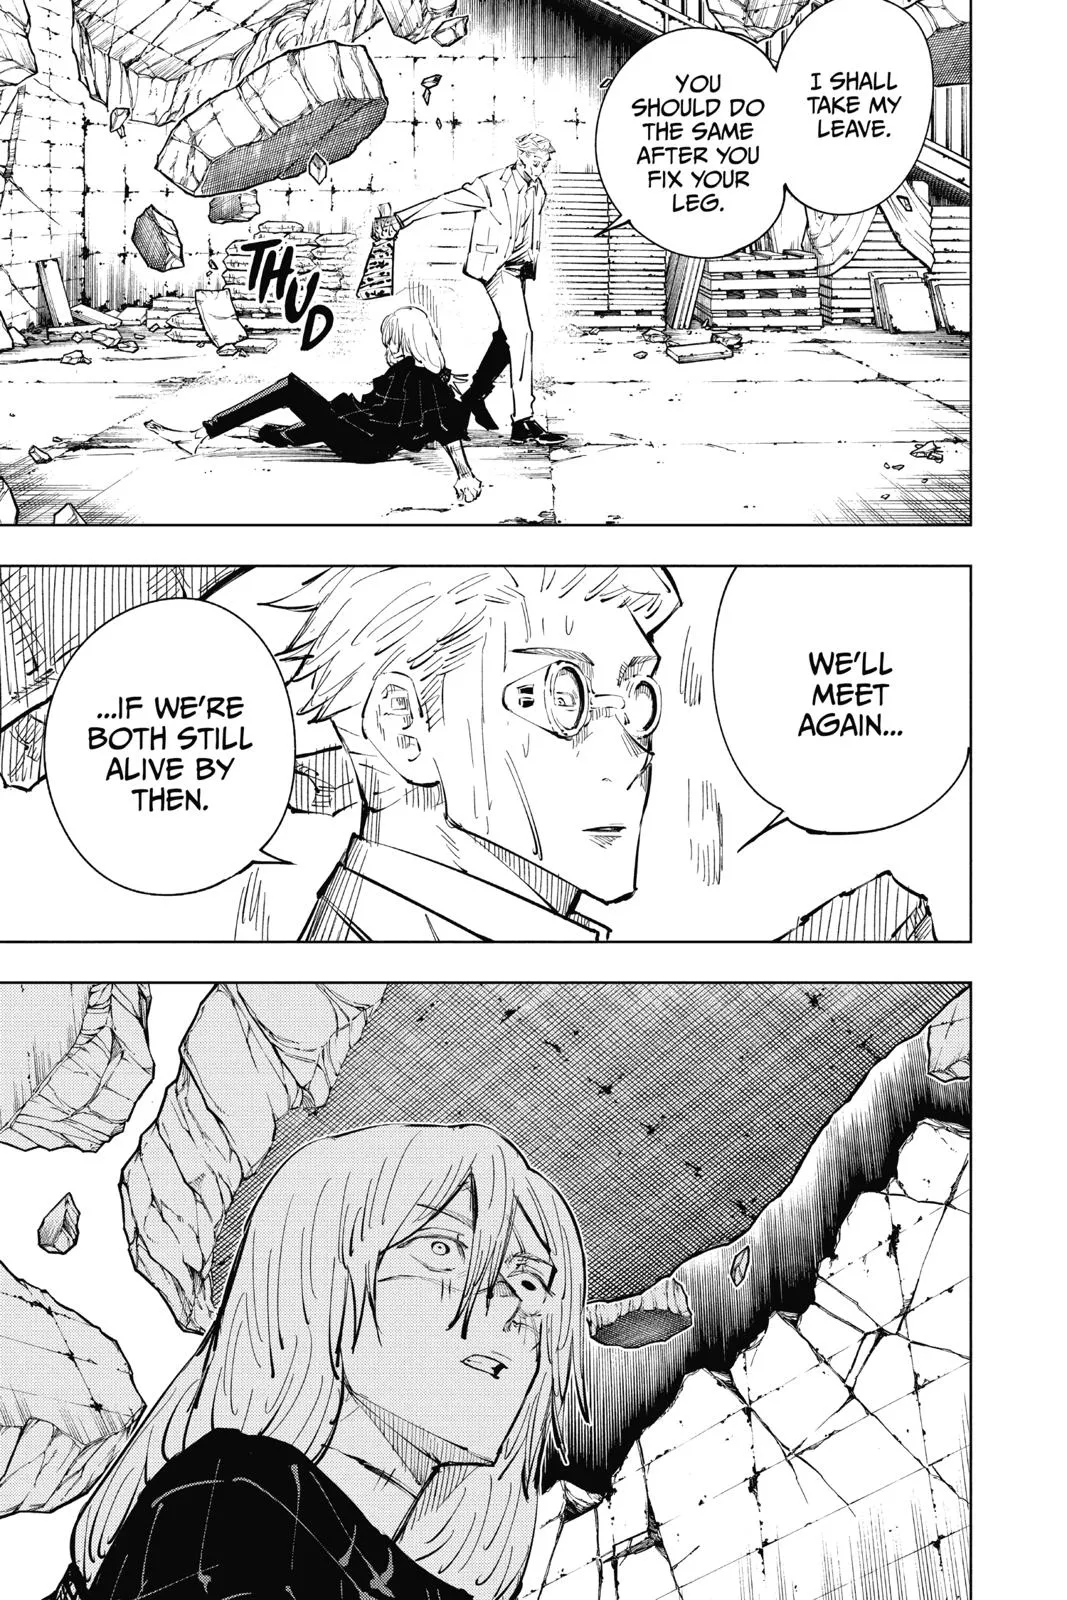 I SHALL
TAKE MY
LEAVE.
YOU
SHOULD DO
THE SAME
AFTER YOU
FIX YOUR
LEG.
THUD
WE'LL
MEET
AGAIN...
...IF WE'RE
BOTH STILL
ALIVE BY
THEN.